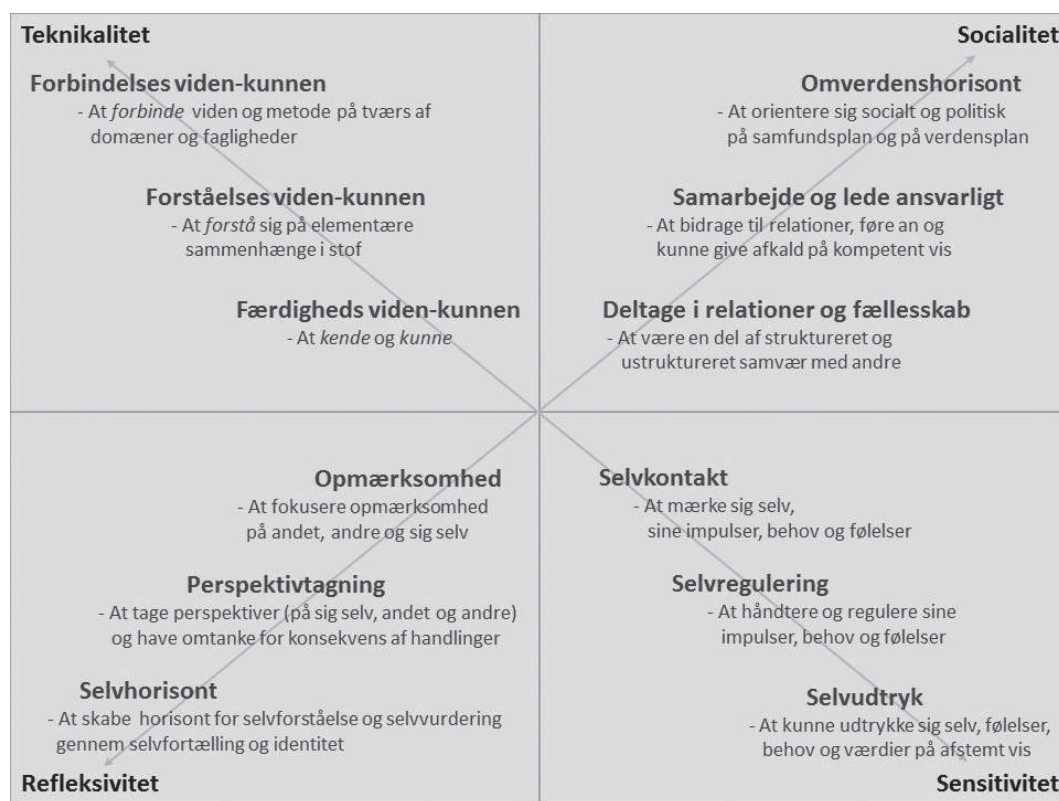 Teknikalitet
Forbindelses viden-kunnen
- At forbinde viden og metode på tværs af
domæner og fagligheder
Forståelses viden-kunnen
- At forstå sig på elementære
sammenhænge i stof
Færdigheds viden-kunnen
- At kende og kunne
Socialitet
Omverdenshorisont
- At orientere sig socialt og politisk
på samfundsplan og på verdensplan
Samarbejde og lede ansvarligt
- At bidrage til relationer, føre an og
kunne give afkald på kompetent vis
Deltage i relationer og fællesskab
- At være en del af struktureret og
ustruktureret samvær med andre
Opmærksomhed
- At fokusere opmærksomhed
på andet, andre og sig selv
Perspektivtagning
- At tage perspektiver (på sig selv, andet og andre)
og have omtanke for konsekvens af handlinger
Selvhorisont
- At skabe horisont for selvforståelse og selvvurdering
gennem selvfortælling og identitet
Refleksivitet
Selvkontakt
- At mærke sig selv,
sine impulser, behov og følelser
Selvregulering
- At håndtere og regulere sine
impulser, behov og følelser
Selvudtryk
- At kunne udtrykke sig selv, følelser,
behov og værdier på afstemt vis
Sensitivitet